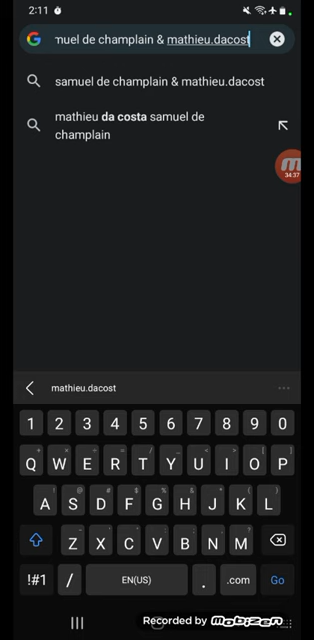 2:11
muel de champlain & mathieu.dacost
samuel de champlain & mathieu.dacost
mathieu da costa samuel de
champlain
34:37
mathieu.dacost
1 2 3 4 5 6 7 8 9 0
Q W E R T Y U I O P
A S D F G H J K L
Z X C V B N M
!#1 / EN(US) . .com Go
Recorded by Mobizen